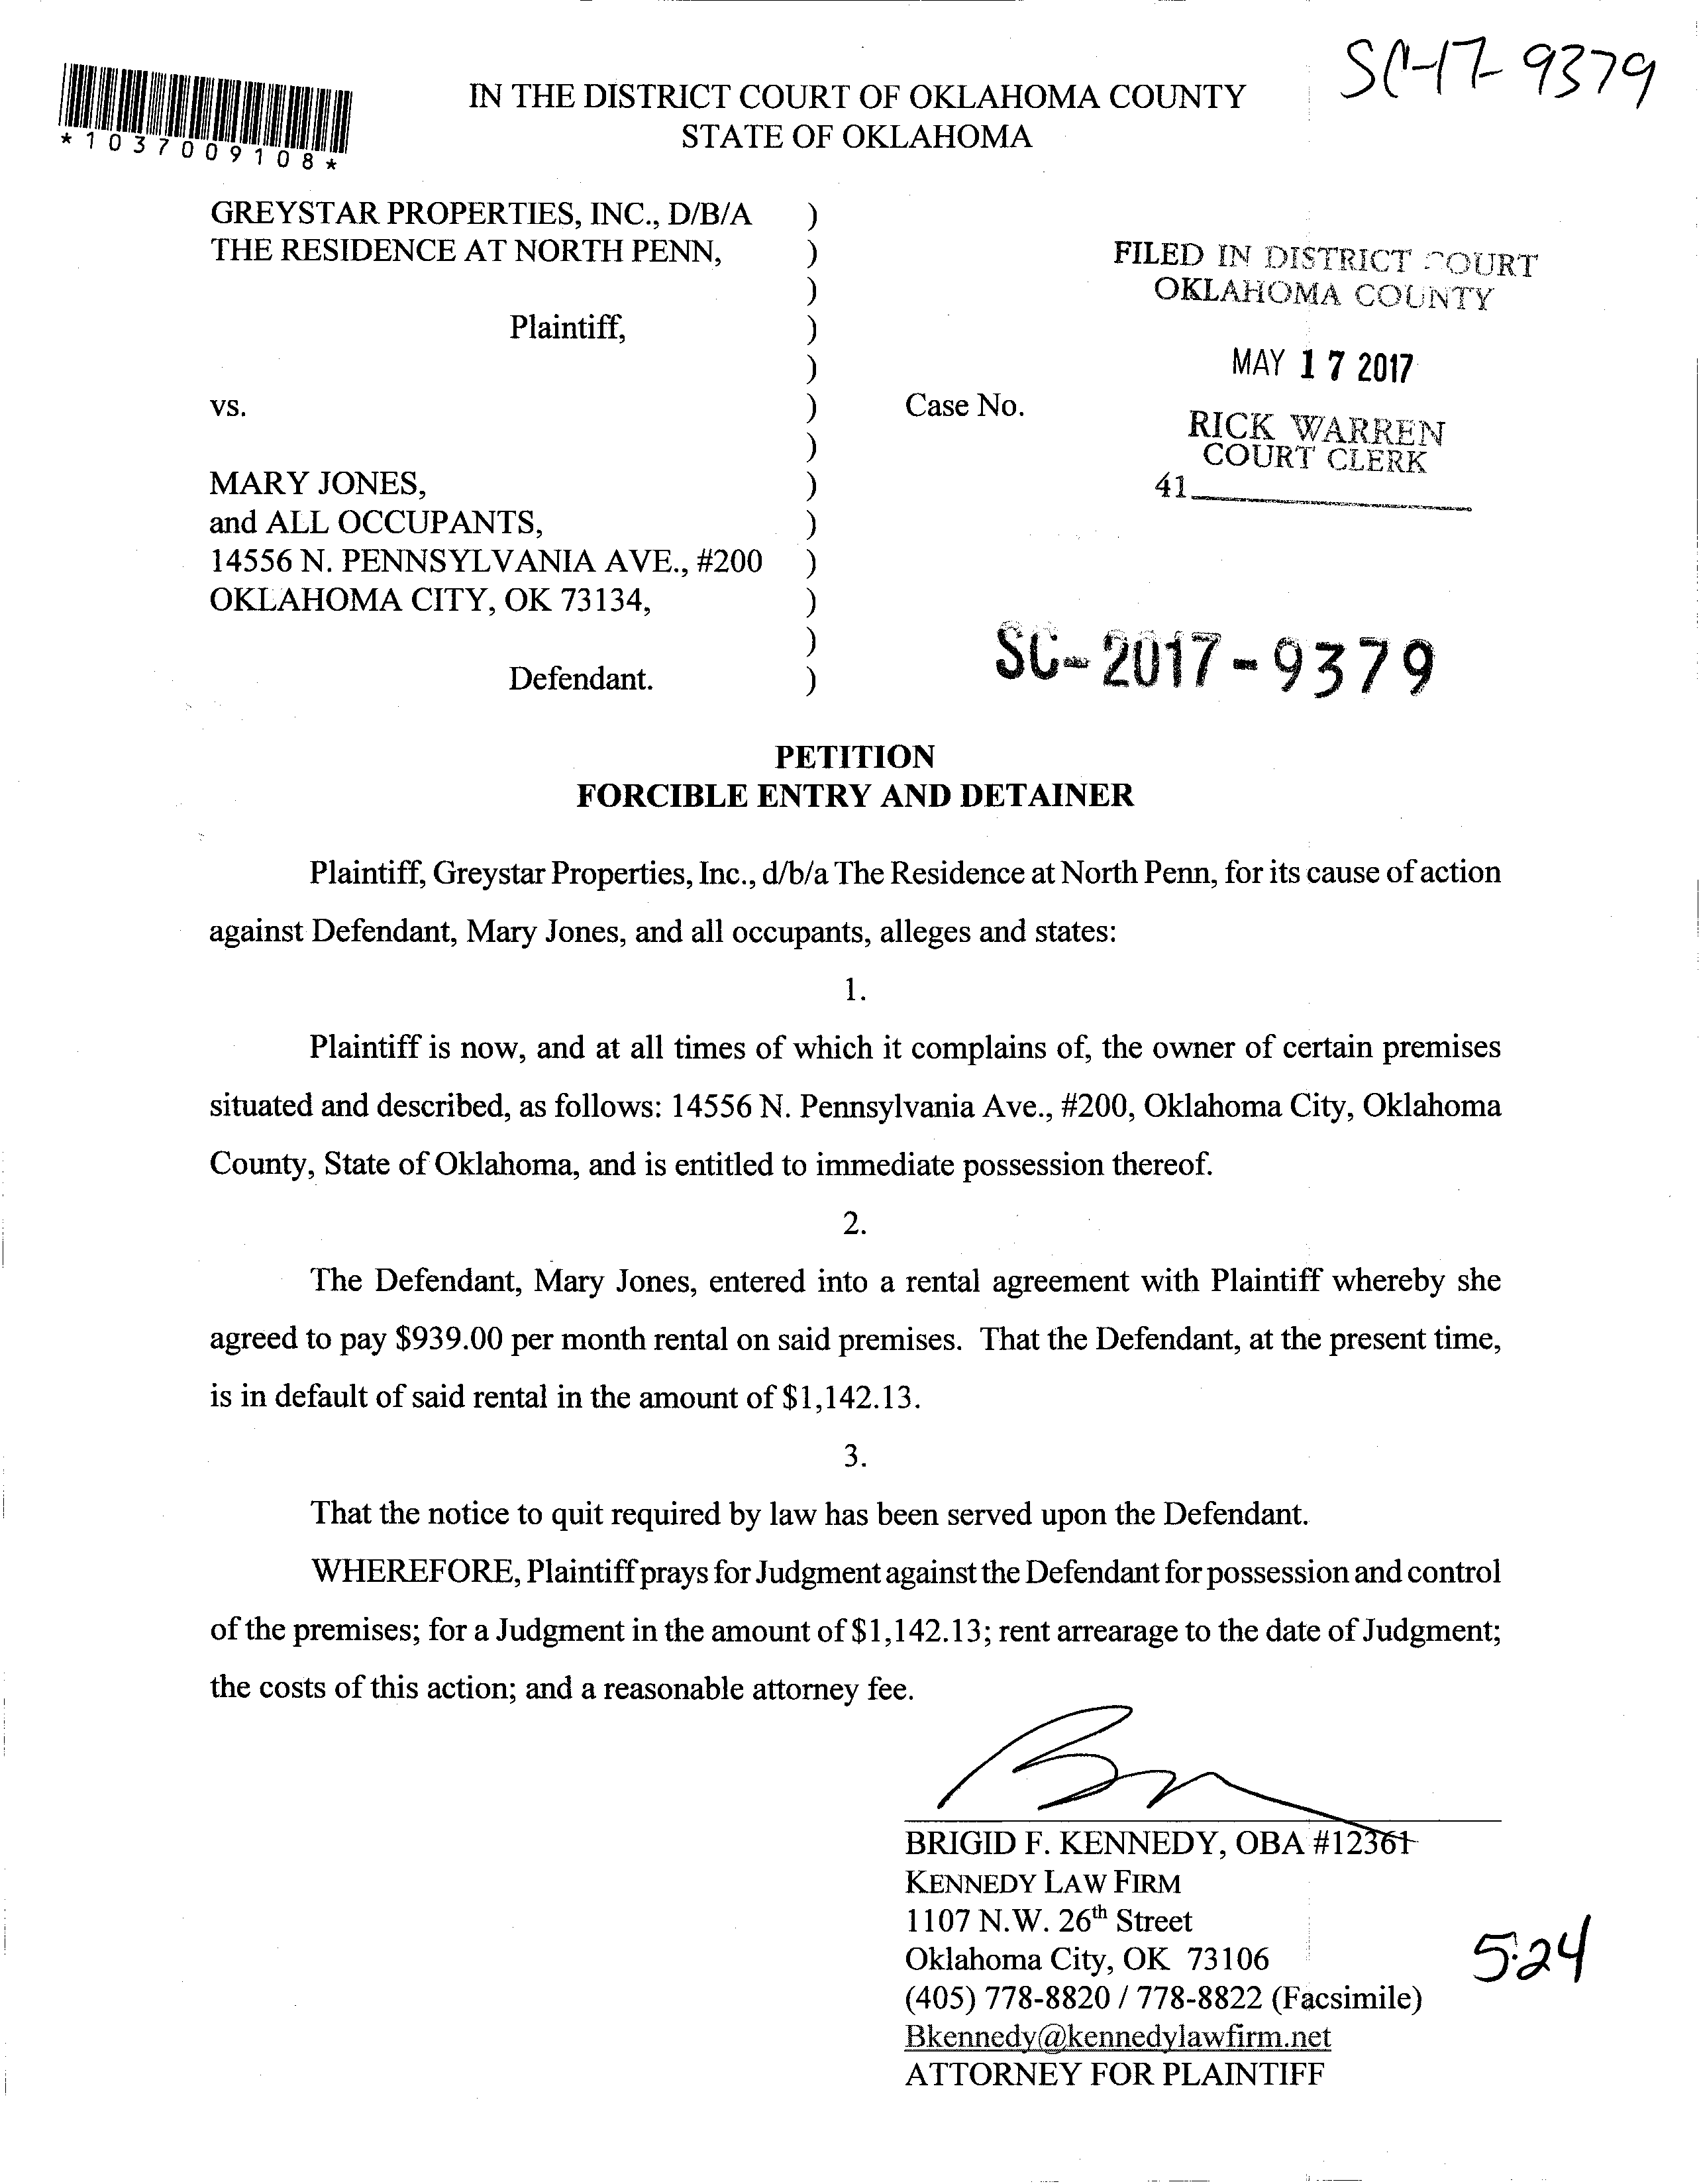 SC-17-9379
*1037009108*
IN THE DISTRICT COURT OF OKLAHOMA COUNTY
STATE OF OKLAHOMA
GREYSTAR PROPERTIES, INC., D/B/A )
THE RESIDENCE AT NORTH PENN, )
)
Plaintiff, )
)
vs. ) Case No.
)
MARY JONES, )
and ALL OCCUPANTS, )
14556 N. PENNSYLVANIA AVE., #200 )
OKLAHOMA CITY, OK 73134, )
)
Defendant. )
FILED IN DISTRICT COURT
OKLAHOMA COUNTY
MAY 17 2017
RICK WARREN
COURT CLERK
41
SC-2017-9379
PETITION
FORCIBLE ENTRY AND DETAINER
Plaintiff, Greystar Properties, Inc., d/b/a The Residence at North Penn, for its cause of action
against Defendant, Mary Jones, and all occupants, alleges and states:
1.
Plaintiff is now, and at all times of which it complains of, the owner of certain premises
situated and described, as follows: 14556 N. Pennsylvania Ave., #200, Oklahoma City, Oklahoma
County, State of Oklahoma, and is entitled to immediate possession thereof.
2.
The Defendant, Mary Jones, entered into a rental agreement with Plaintiff whereby she
agreed to pay $939.00 per month rental on said premises. That the Defendant, at the present time,
is in default of said rental in the amount of $1,142.13.
3.
That the notice to quit required by law has been served upon the Defendant.
WHEREFORE, Plaintiff prays for Judgment against the Defendant for possession and control
of the premises; for a Judgment in the amount of $1,142.13; rent arrearage to the date of Judgment;
the costs of this action; and a reasonable attorney fee.
BRIGID F. KENNEDY, OBA #12361
KENNEDY LAW FIRM
1107 N.W. 26th Street
Oklahoma City, OK 73106
(405) 778-8820 / 778-8822 (Facsimile)
Bkennedy@kennedylawfirm.net
ATTORNEY FOR PLAINTIFF
5.24